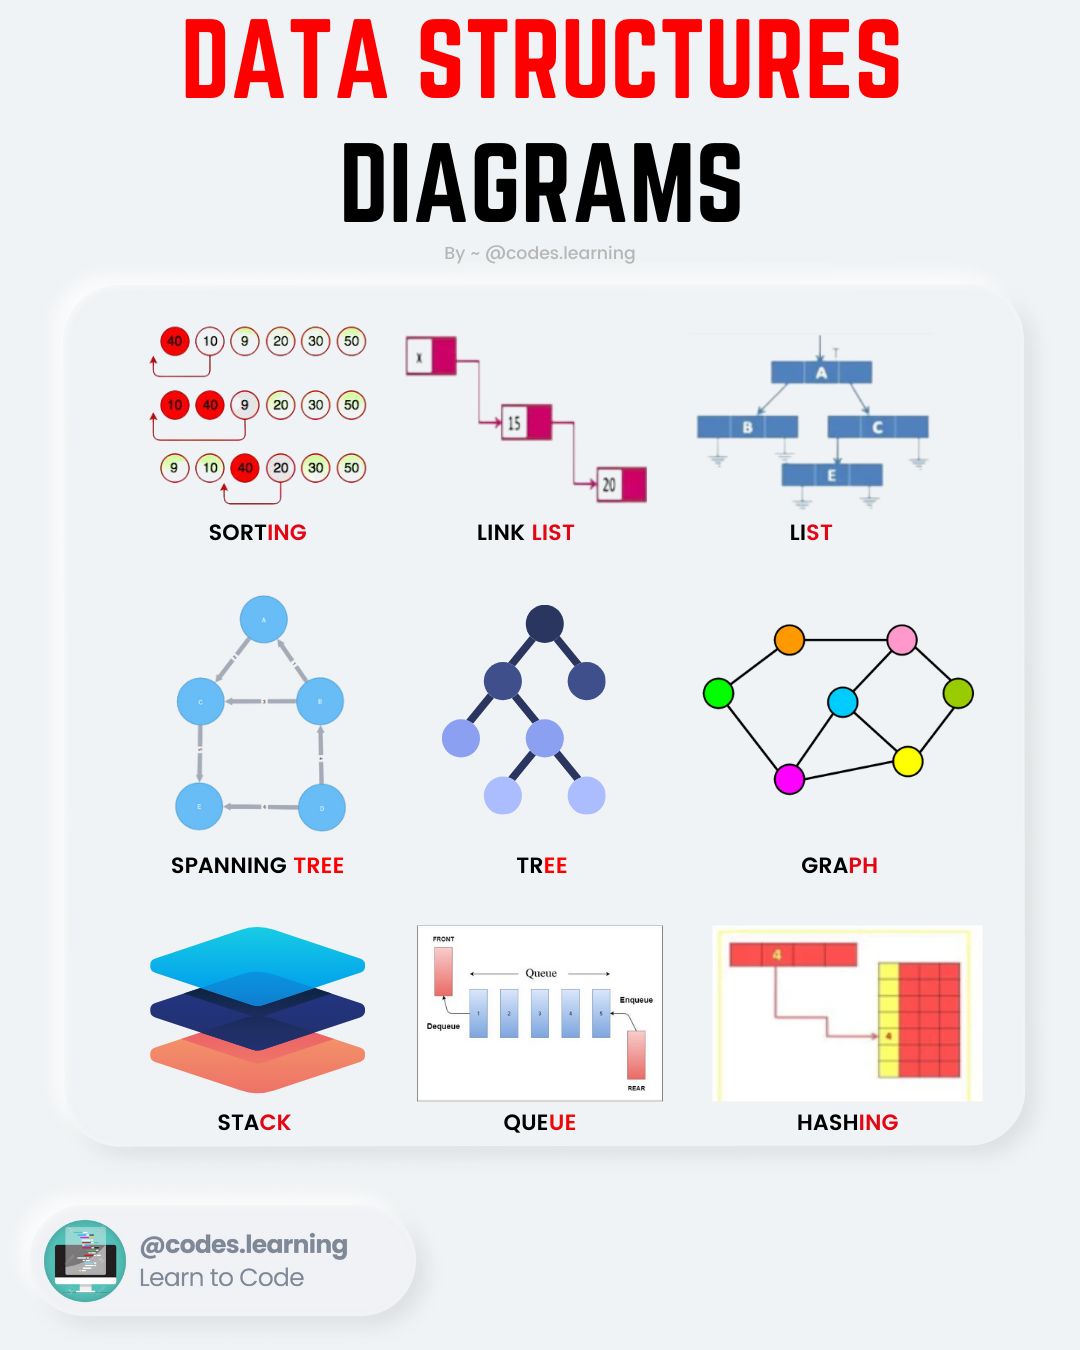 DATA STRUCTURES
DIAGRAMS
By ~ @codes.learning
40 10 9 20 30 50
10 40 9 20 30 50
9 10 40 20 30 50
SORTING
x
15
20
LINK LIST
T
A
B C
E
LIST
A
C 3 B
E 4 D
SPANNING TREE
TREE
GRAPH
STACK
FRONT
Queue
Enqueue
1 2 3 4 5
Dequeue
REAR
QUEUE
4
4
HASHING
@codes.learning
Learn to Code